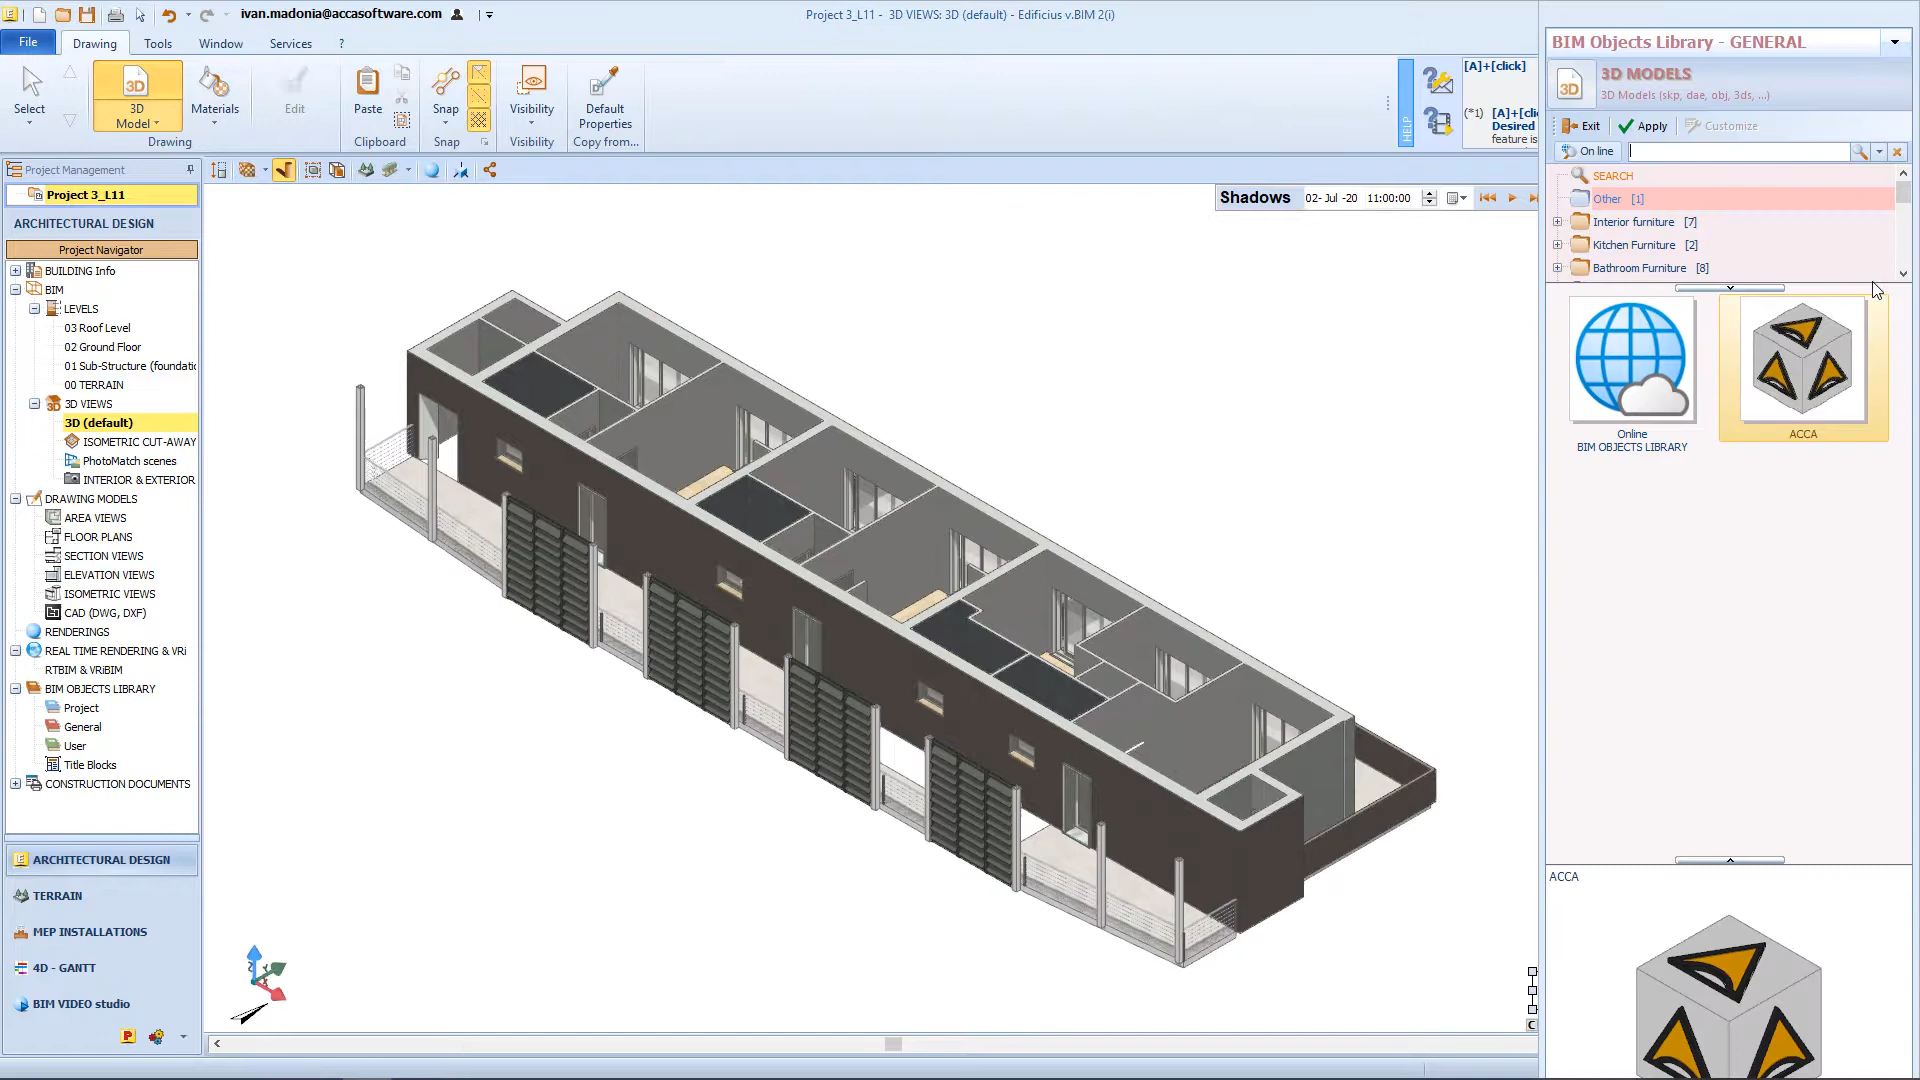 ivan.madonia@accasoftware.com
Project 3_L11 - 3D VIEWS: 3D (default) - Edificius v.BIM 2(i)
File
Drawing
Tools
Window
Services
?
Select
3D
3D
Model
Materials
Edit
Paste
Snap
Visibility
Default
Properties
Drawing
Clipboard
Snap
Visibility
Copy from...
HELP
[A]+[click]
(*1)
[A]+[clic
Desired
feature is
Project Management
Project 3_L11
ARCHITECTURAL DESIGN
Project Navigator
BUILDING Info
BIM
LEVELS
03 Roof Level
02 Ground Floor
01 Sub-Structure (foundatio
00 TERRAIN
3D VIEWS
3D (default)
ISOMETRIC CUT-AWAY
PhotoMatch scenes
INTERIOR & EXTERIOR
DRAWING MODELS
AREA VIEWS
FLOOR PLANS
SECTION VIEWS
ELEVATION VIEWS
ISOMETRIC VIEWS
CAD (DWG, DXF)
RENDERINGS
REAL TIME RENDERING & VRi
RTBIM & VRiBIM
BIM OBJECTS LIBRARY
Project
General
User
Title Blocks
CONSTRUCTION DOCUMENTS
ARCHITECTURAL DESIGN
TERRAIN
MEP INSTALLATIONS
4D - GANTT
BIM VIDEO studio
P
Shadows
02- Jul -20
11:00:00
C
BIM Objects Library - GENERAL
3D
3D MODELS
3D Models (skp, dae, obj, 3ds, ...)
Exit
Apply
Customize
On line
SEARCH
Other [1]
Interior furniture [7]
Kitchen Furniture [2]
Bathroom Furniture [8]
Online
BIM OBJECTS LIBRARY
ACCA
ACCA